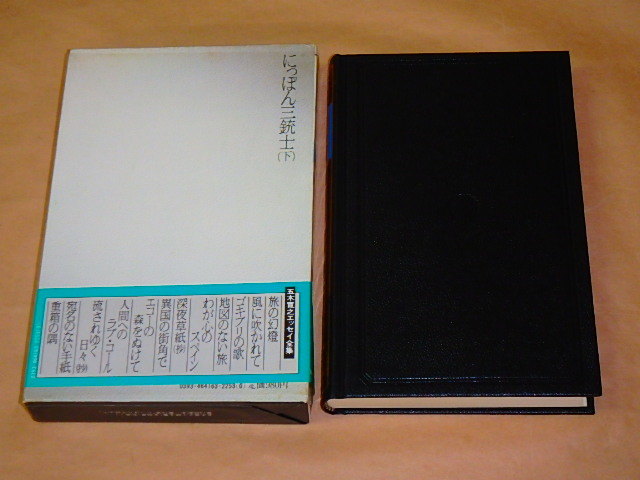 にっぽん三銃士(下)
五木寛之エッセイ全集
旅の幻燈
風に吹かれて
ゴキブリの歌
地図のない旅
わが心の
スペイン
深夜草紙(抄)
異国の街角で
エコーの
森をぬけて
人間への
ラブ・コール
流されゆく
日々(抄)
宛名のない手紙
重箱の隅
0393-464163-2253